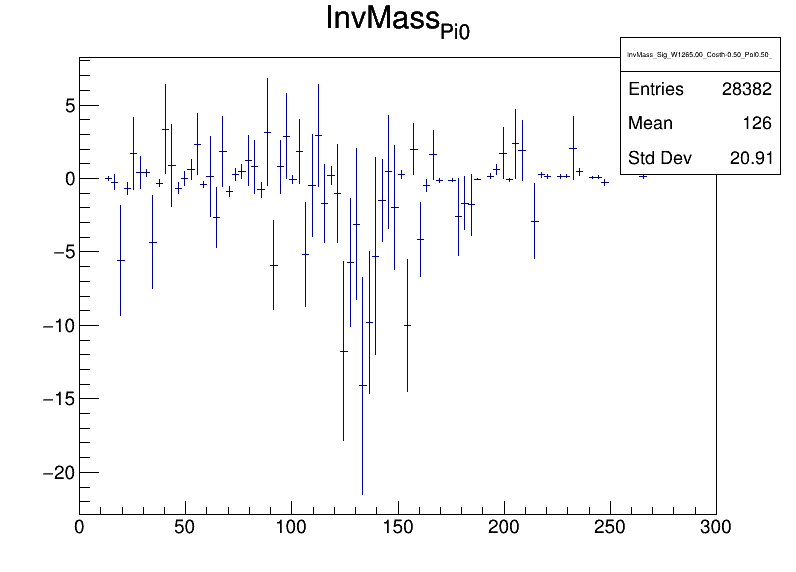 InvMass_Pi0
InvMass_Sig_W1265.00_Costh-0.50_Pol0.50_
Entries 28382
Mean 126
Std Dev 20.91
5
0
−5
−10
−15
−20
0 50 100 150 200 250 300